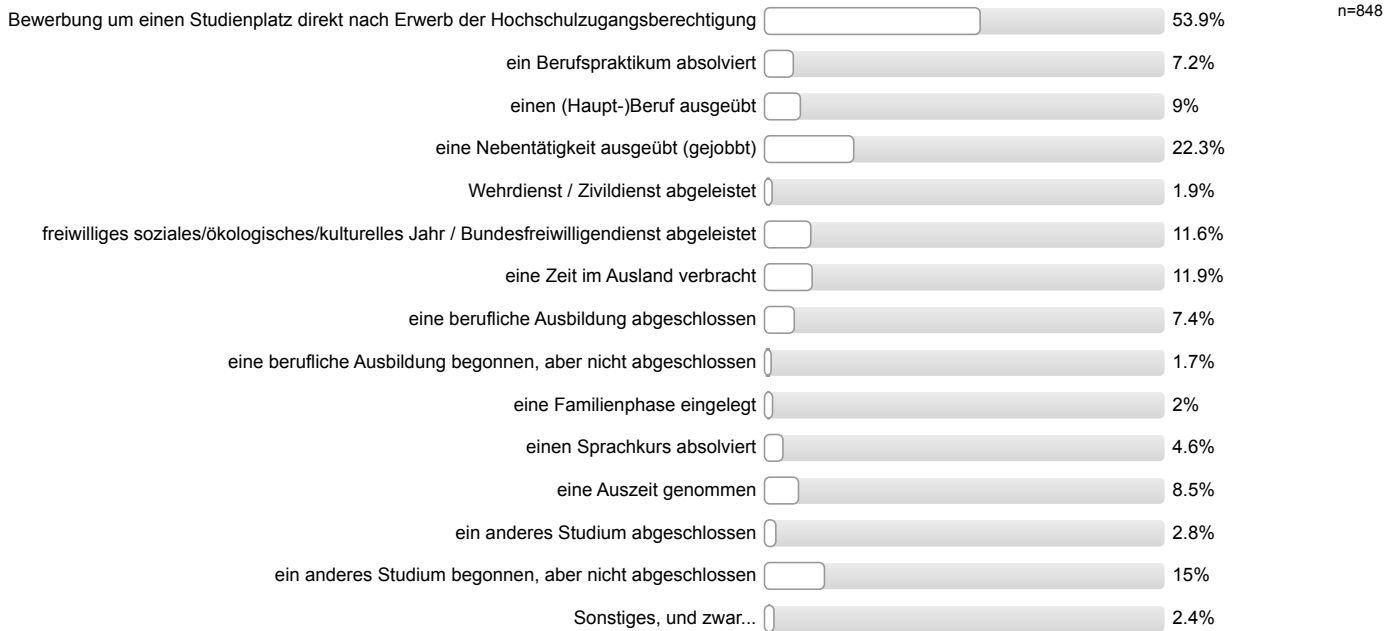 Bewerbung um einen Studienplatz direkt nach Erwerb der Hochschulzugangsberechtigung 53.9% n=848
ein Berufspraktikum absolviert 7.2%
einen (Haupt-)Beruf ausgeübt 9%
eine Nebentätigkeit ausgeübt (gejobbt) 22.3%
Wehrdienst / Zivildienst abgeleistet 1.9%
freiwilliges soziales/ökologisches/kulturelles Jahr / Bundesfreiwilligendienst abgeleistet 11.6%
eine Zeit im Ausland verbracht 11.9%
eine berufliche Ausbildung abgeschlossen 7.4%
eine berufliche Ausbildung begonnen, aber nicht abgeschlossen 1.7%
eine Familienphase eingelegt 2%
einen Sprachkurs absolviert 4.6%
eine Auszeit genommen 8.5%
ein anderes Studium abgeschlossen 2.8%
ein anderes Studium begonnen, aber nicht abgeschlossen 15%
Sonstiges, und zwar... 2.4%